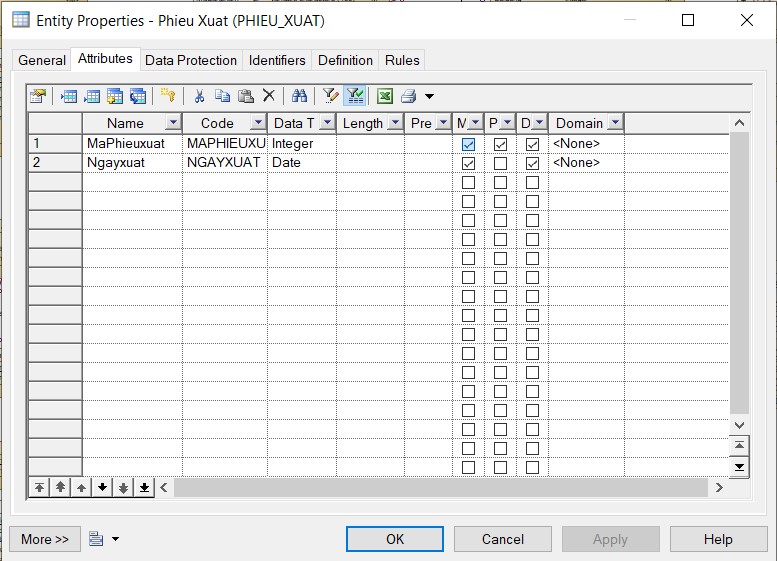 Entity Properties - Phieu Xuat (PHIEU_XUAT)
General Attributes Data Protection Identifiers Definition Rules
Name Code Data T Length Pre M P D Domain
1 MaPhieuxuat MAPHIEUXU Integer <None>
2 Ngayxuat NGAYXUAT Date <None>
More >> OK Cancel Apply Help